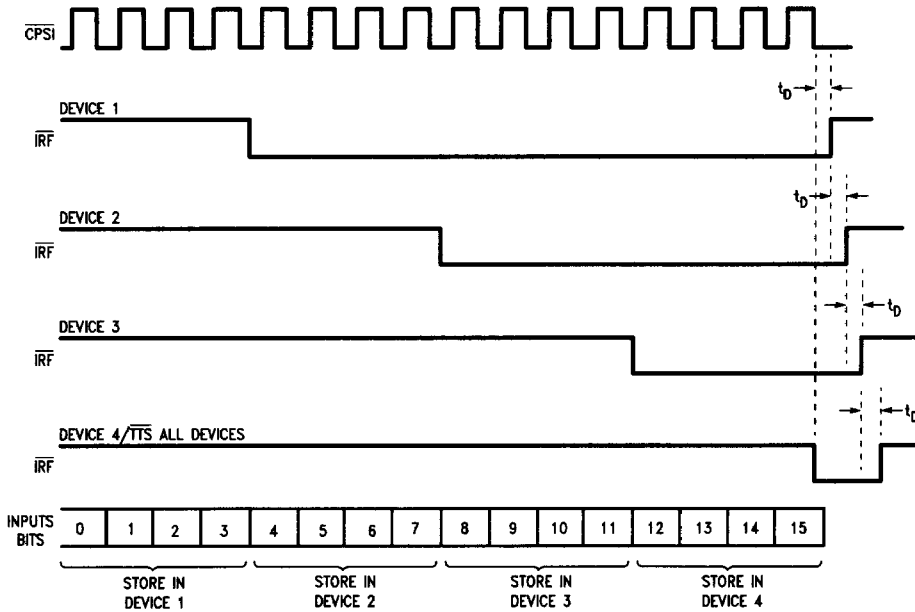 CPSI
t_D
DEVICE 1
IRF
t_D
DEVICE 2
IRF
t_D
DEVICE 3
IRF
t_D
DEVICE 4/TTS ALL DEVICES
IRF
INPUTS BITS 0 1 2 3 4 5 6 7 8 9 10 11 12 13 14 15
STORE IN DEVICE 1
STORE IN DEVICE 2
STORE IN DEVICE 3
STORE IN DEVICE 4